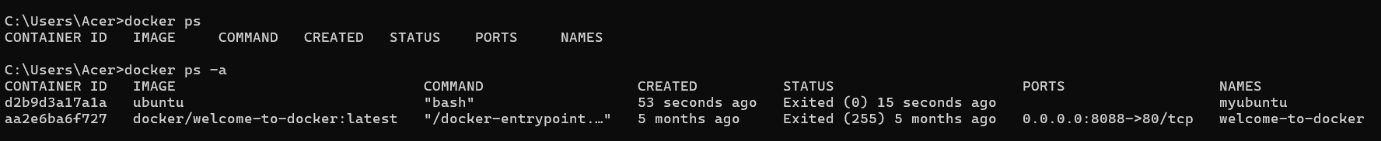 C:\Users\Acer>docker ps
CONTAINER ID   IMAGE     COMMAND   CREATED   STATUS    PORTS     NAMES
C:\Users\Acer>docker ps -a
CONTAINER ID   IMAGE                             COMMAND                  CREATED          STATUS                       PORTS                  NAMES
d2b9d3a17a1a   ubuntu                            "bash"                   53 seconds ago   Exited (0) 15 seconds ago                           myubuntu
aa2e6ba6f727   docker/welcome-to-docker:latest   "/docker-entrypoint.…"   5 months ago     Exited (255) 5 months ago    0.0.0.0:8088->80/tcp   welcome-to-docker